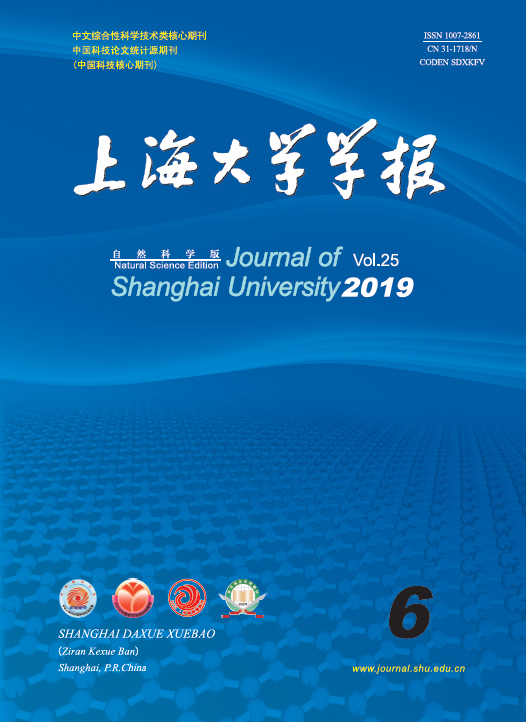 中文综合性科学技术类核心期刊
中国科技论文统计源期刊
(中国科技核心期刊)
ISSN 1007-2861
CN 31-1718/N
CODEN SDXKFV
上海大学学报
自然科学版
Natural Science Edition
Journal of Vol.25
Shanghai University 2019
6
SHANGHAI DAXUE XUEBAO
(Ziran Kexue Ban)
Shanghai, P.R.China
www.journal.shu.edu.cn